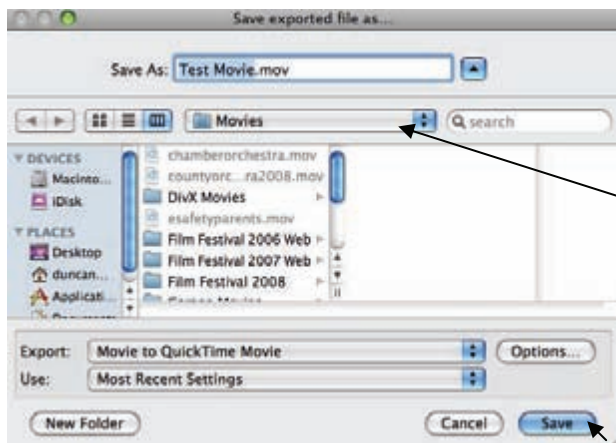 Save exported file as...
Save As: Test Movie.mov
Movies
search
DEVICES
Macinto...
iDisk
PLACES
Desktop
duncan...
Applicati...
chamberorchestra.mov
countyorc...ra2008.mov
DivX Movies
esafetyparents.mov
Film Festival 2006 Web
Film Festival 2007 Web
Film Festival 2008
Export: Movie to QuickTime Movie
Options...
Use: Most Recent Settings
New Folder
Cancel
Save